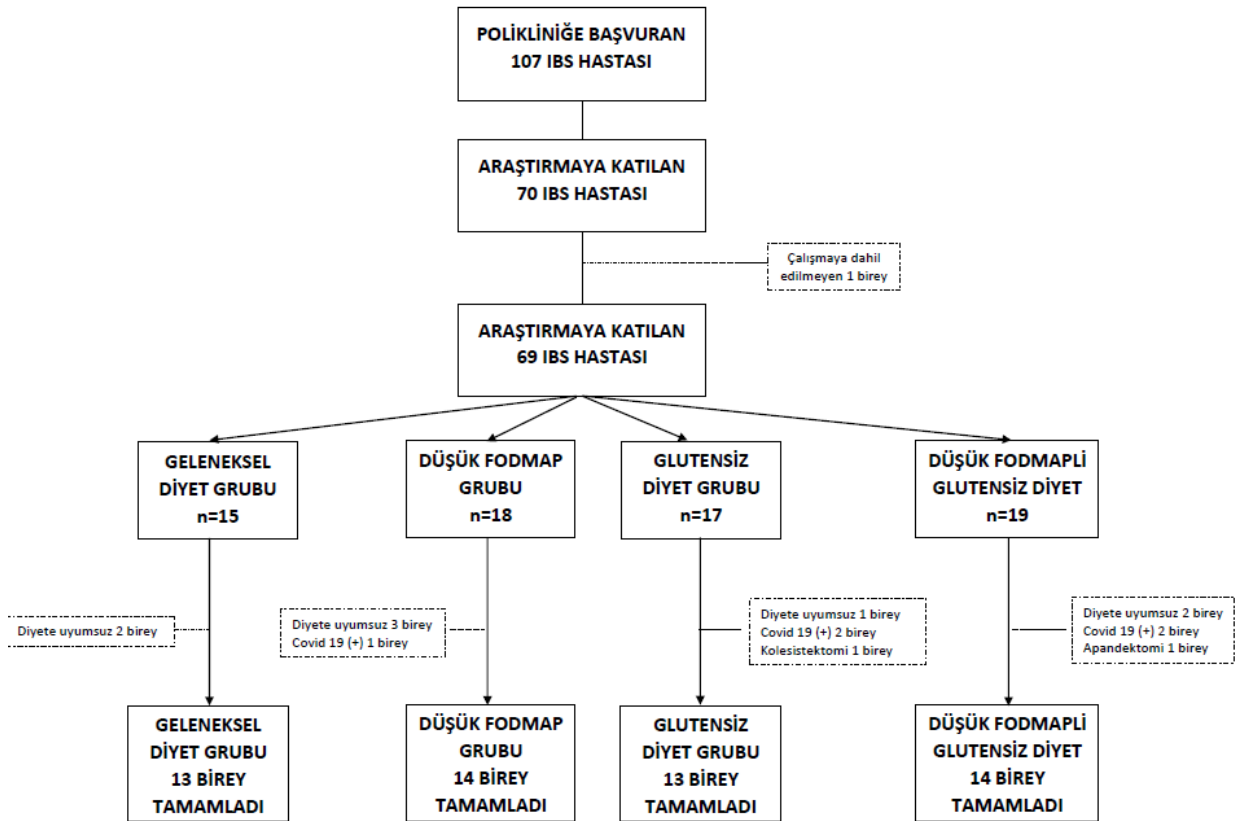 POLİKLİNİĞE BAŞVURAN
107 IBS HASTASI
ARAŞTIRMAYA KATILAN
70 IBS HASTASI
Çalışmaya dahil
edilmeyen 1 birey
ARAŞTIRMAYA KATILAN
69 IBS HASTASI
GELENEKSEL
DİYET GRUBU
n=15
DÜŞÜK FODMAP
GRUBU
n=18
GLUTENSİZ
DİYET GRUBU
n=17
DÜŞÜK FODMAPLİ
GLUTENSİZ DİYET
n=19
Diyete uyumsuz 2 birey
Diyete uyumsuz 3 birey
Covid 19 (+) 1 birey
Diyete uyumsuz 1 birey
Covid 19 (+) 2 birey
Kolesistektomi 1 birey
Diyete uyumsuz 2 birey
Covid 19 (+) 2 birey
Apandektomi 1 birey
GELENEKSEL
DİYET GRUBU
13 BİREY
TAMAMLADI
DÜŞÜK FODMAP
GRUBU
14 BİREY
TAMAMLADI
GLUTENSİZ
DİYET GRUBU
13 BİREY
TAMAMLADI
DÜŞÜK FODMAPLİ
GLUTENSİZ DİYET
14 BİREY
TAMAMLADI